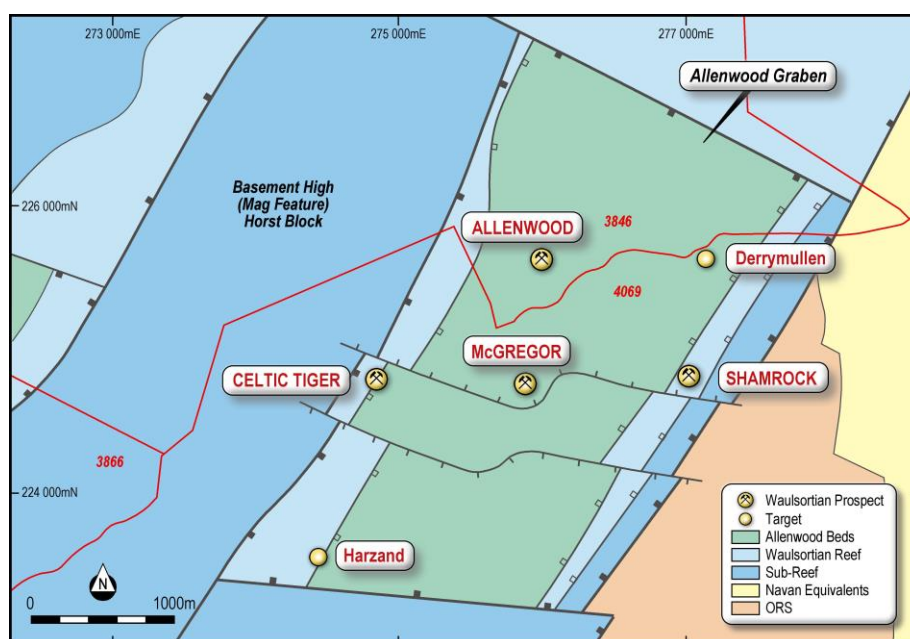 273 000mE
275 000mE
277 000mE
Allenwood Graben
Basement High
(Mag Feature)
Horst Block
226 000mN
ALLENWOOD
3846
Derrymullen
4069
McGREGOR
CELTIC TIGER
SHAMROCK
3866
224 000mN
Harzand
N
0
1000m
Waulsortian Prospect
Target
Allenwood Beds
Waulsortian Reef
Sub-Reef
Navan Equivalents
ORS